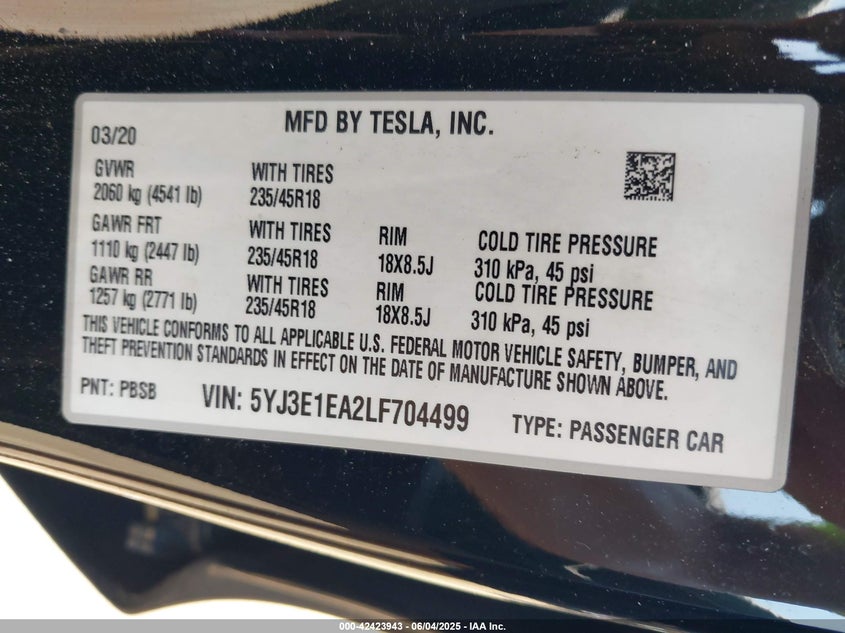 MFD BY TESLA, INC.
03/20
GVWR
2060 kg (4541 lb)
WITH TIRES
235/45R18
GAWR FRT
1110 kg (2447 lb)
WITH TIRES
235/45R18
RIM
18X8.5J
COLD TIRE PRESSURE
310 kPa, 45 psi
GAWR RR
1257 kg (2771 lb)
WITH TIRES
235/45R18
RIM
18X8.5J
COLD TIRE PRESSURE
310 kPa, 45 psi
THIS VEHICLE CONFORMS TO ALL APPLICABLE U.S. FEDERAL MOTOR VEHICLE SAFETY, BUMPER, AND
THEFT PREVENTION STANDARDS IN EFFECT ON THE DATE OF MANUFACTURE SHOWN ABOVE.
PNT: PBSB
VIN: 5YJ3E1EA2LF704499
TYPE: PASSENGER CAR
000-42423943 - 06/04/2025 - IAA Inc.